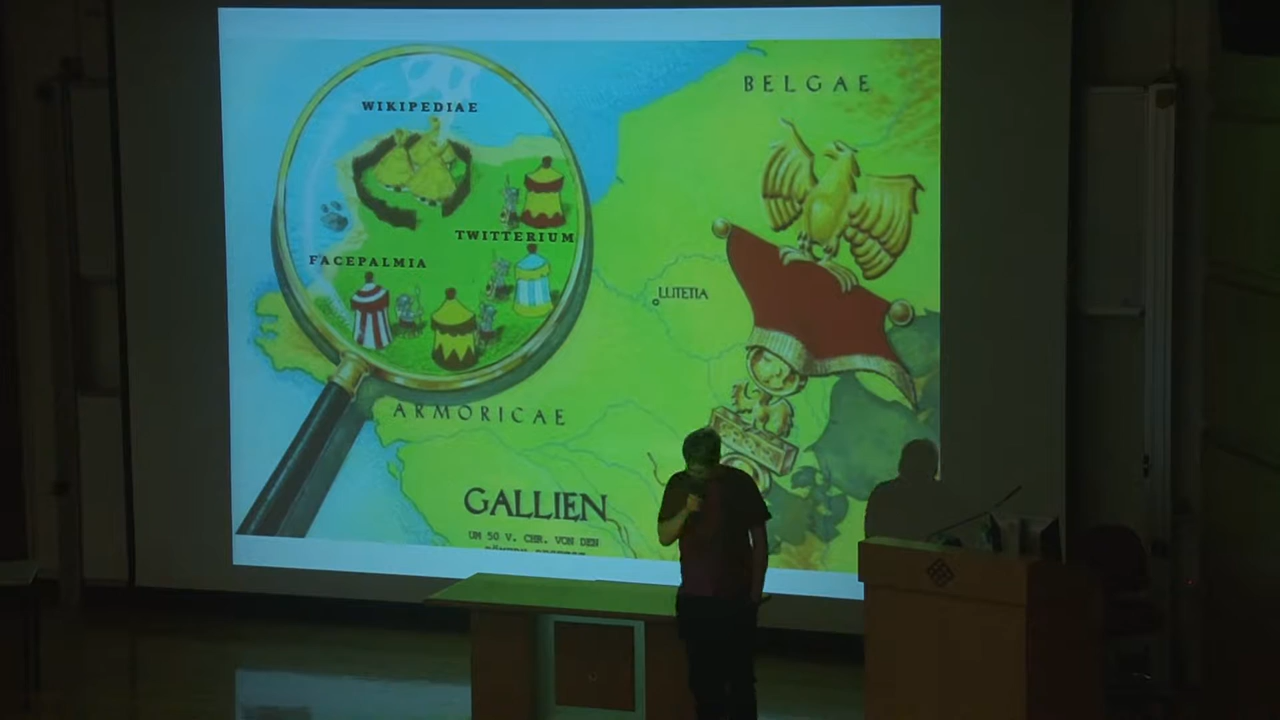 WIKIPEDIAE
TWITTERIUM
FACEPALMIA
BELGAE
LUTETIA
ARMORICAE
GALLIEN
UM 50 V. CHR. VON DEN